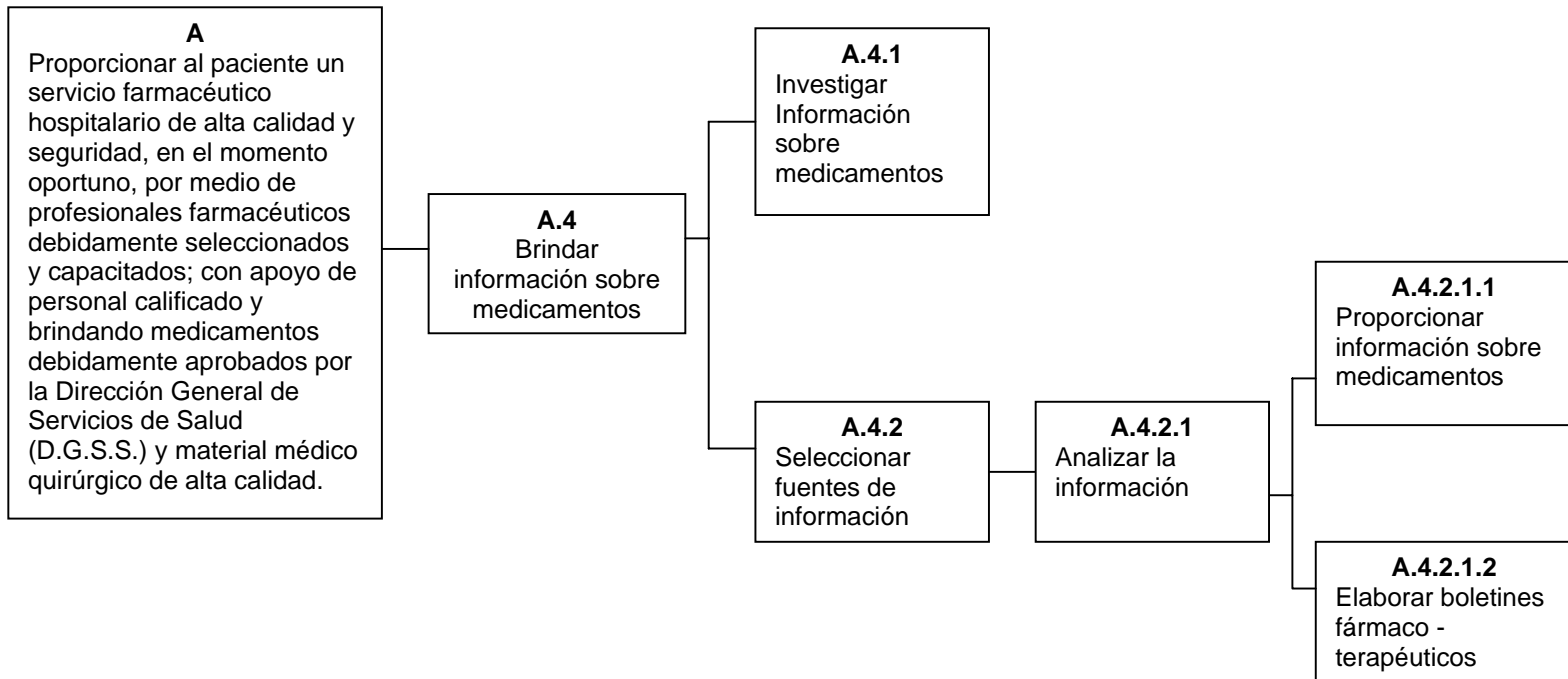 A
Proporcionar al paciente un
servicio farmacéutico
hospitalario de alta calidad y
seguridad, en el momento
oportuno, por medio de
profesionales farmacéuticos
debidamente seleccionados
y capacitados; con apoyo de
personal calificado y
brindando medicamentos
debidamente aprobados por
la Dirección General de
Servicios de Salud
(D.G.S.S.) y material médico
quirúrgico de alta calidad.
A.4
Brindar
información sobre
medicamentos
A.4.1
Investigar
Información
sobre
medicamentos
A.4.2
Seleccionar
fuentes de
información
A.4.2.1
Analizar la
información
A.4.2.1.1
Proporcionar
información sobre
medicamentos
A.4.2.1.2
Elaborar boletines
fármaco -
terapéuticos